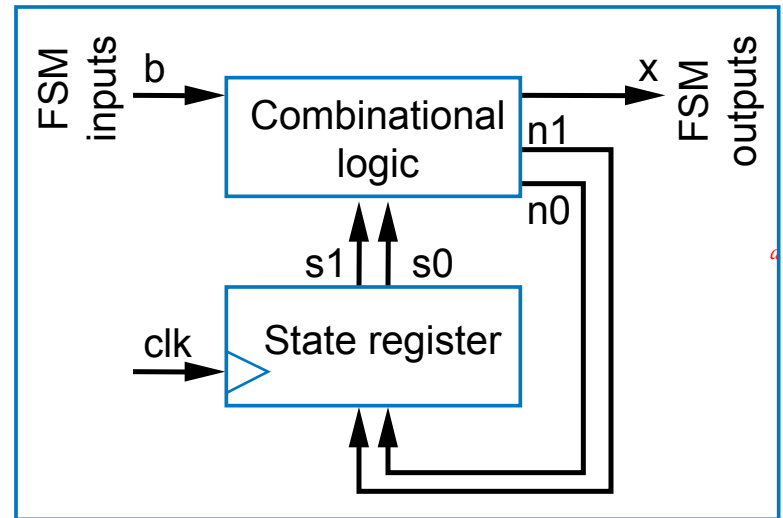 FSM
inputs
b
Combinational
logic
x
FSM
outputs
n1
n0
s1
s0
clk
State register